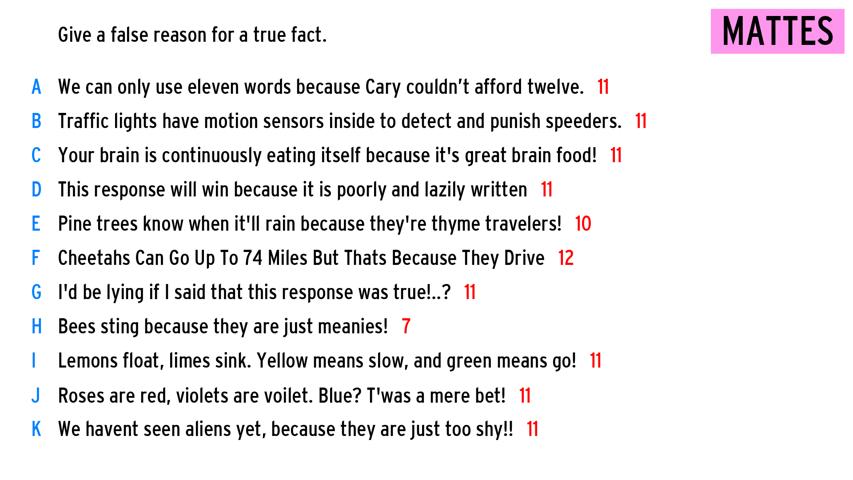 Give a false reason for a true fact.
MATTES
A We can only use eleven words because Cary couldn't afford twelve. 11
B Traffic lights have motion sensors inside to detect and punish speeders. 11
C Your brain is continuously eating itself because it's great brain food! 11
D This response will win because it is poorly and lazily written 11
E Pine trees know when it'll rain because they're thyme travelers! 10
F Cheetahs Can Go Up To 74 Miles But Thats Because They Drive 12
G I'd be lying if I said that this response was true!..? 11
H Bees sting because they are just meanies! 7
I Lemons float, limes sink. Yellow means slow, and green means go! 11
J Roses are red, violets are voilet. Blue? T'was a mere bet! 11
K We havent seen aliens yet, because they are just too shy!! 11